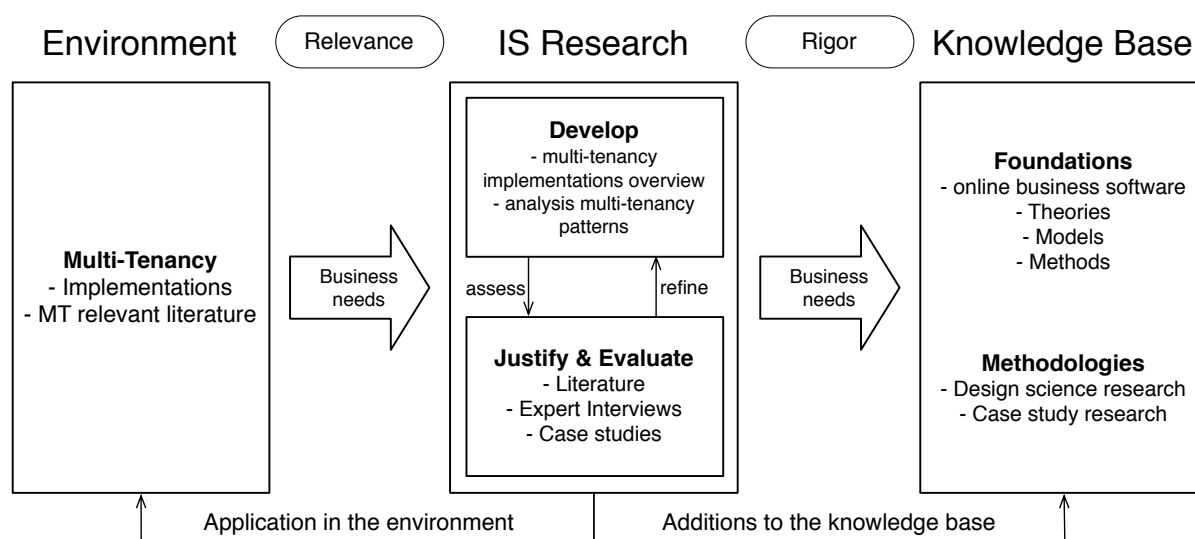 Environment
Relevance
IS Research
Rigor
Knowledge Base
Multi-Tenancy
- Implementations
- MT relevant literature
Business
needs
Develop
- multi-tenancy
implementations overview
- analysis multi-tenancy
patterns
assess
refine
Justify & Evaluate
- Literature
- Expert Interviews
- Case studies
Business
needs
Foundations
- online business software
- Theories
- Models
- Methods
Methodologies
- Design science research
- Case study research
Application in the environment
Additions to the knowledge base